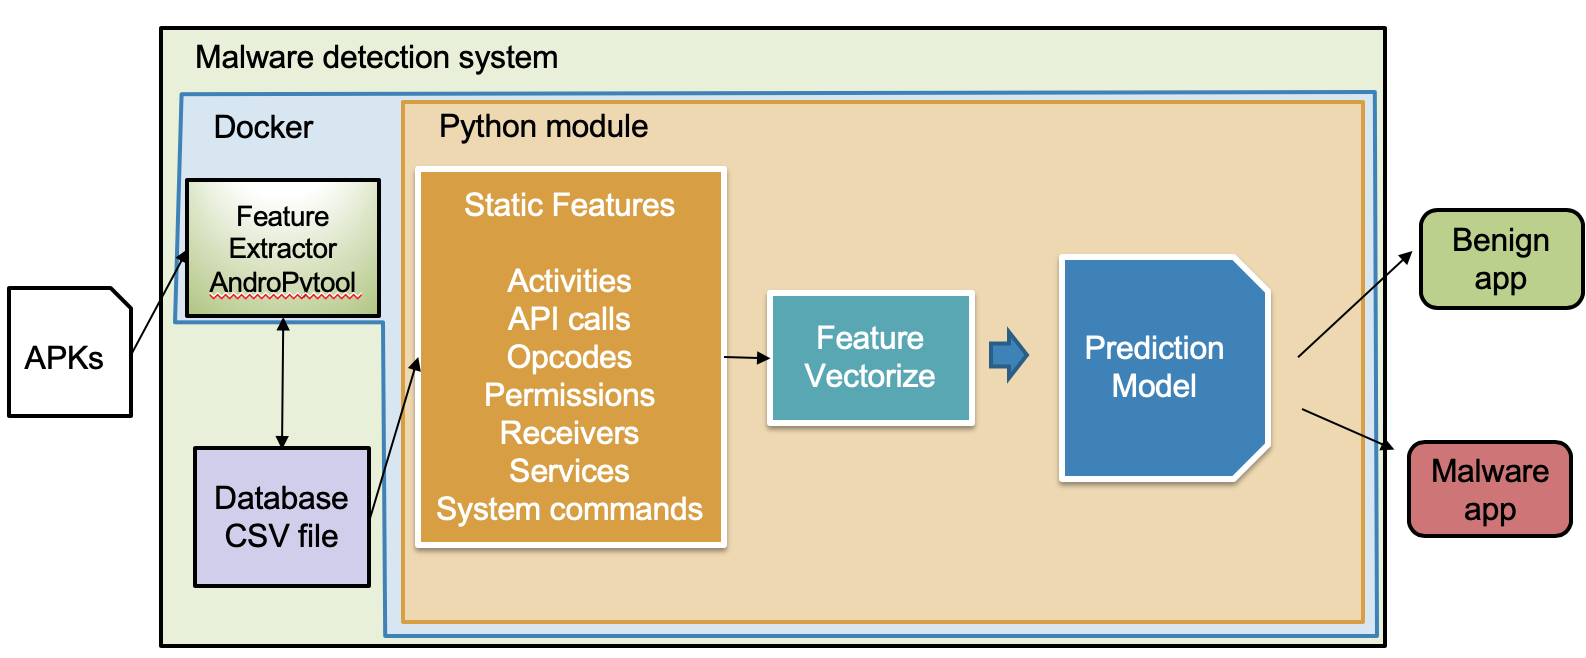 Malware detection system
Docker
Python module
Feature
Extractor
AndroPytool
APKs
Database
CSV file
Static Features
Activities
API calls
Opcodes
Permissions
Receivers
Services
System commands
Feature
Vectorize
Prediction
Model
Benign
app
Malware
app